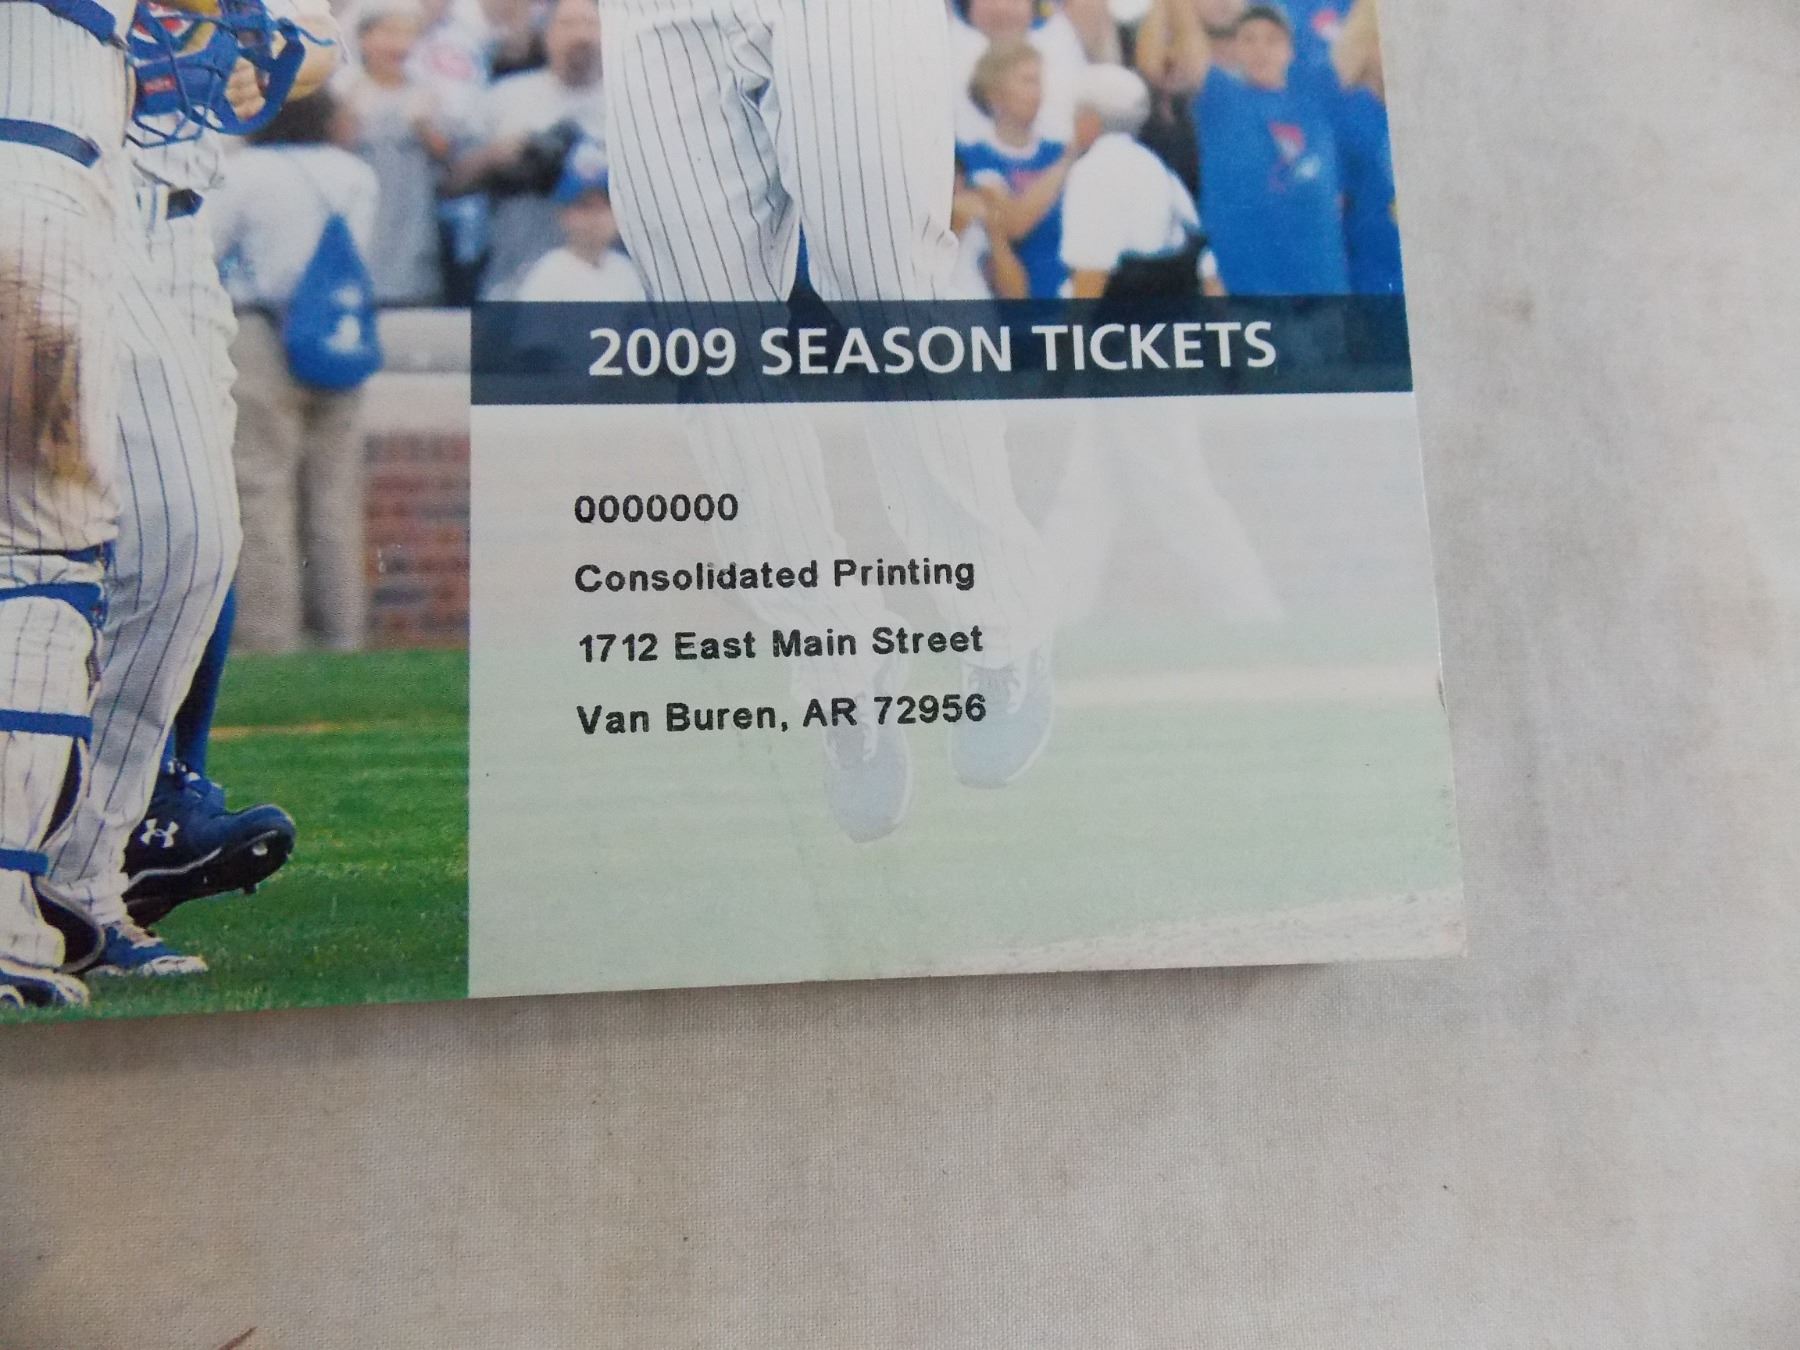 2009 SEASON TICKETS
0000000
Consolidated Printing
1712 East Main Street
Van Buren, AR 72956